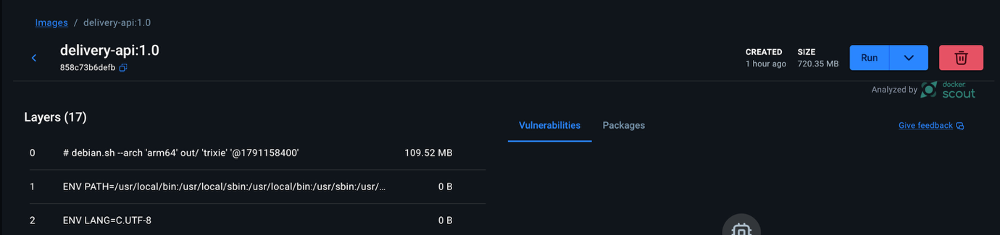 Images / delivery-api:1.0
delivery-api:1.0
858c73b6defb
CREATED
1 hour ago
SIZE
720.35 MB
Run
Analyzed by docker scout
Layers (17)
Vulnerabilities
Packages
Give feedback
0 # debian.sh --arch 'arm64' out/ 'trixie' '@1791158400' 109.52 MB
1 ENV PATH=/usr/local/bin:/usr/local/sbin:/usr/local/bin:/usr/sbin:/usr/... 0 B
2 ENV LANG=C.UTF-8 0 B